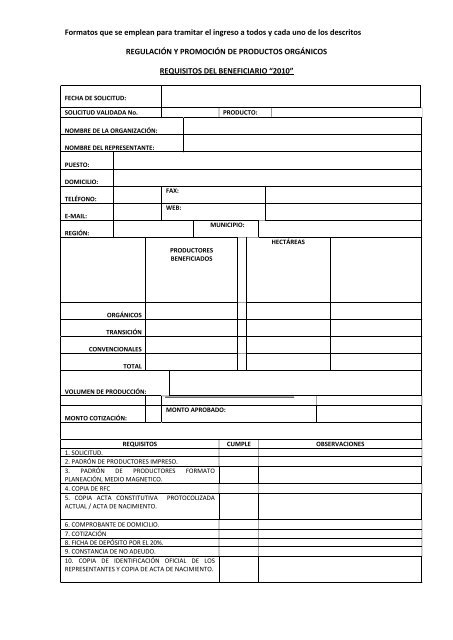 Formatos que se emplean para tramitar el ingreso a todos y cada uno de los descritos
REGULACIÓN Y PROMOCIÓN DE PRODUCTOS ORGÁNICOS
REQUISITOS DEL BENEFICIARIO “2010”
FECHA DE SOLICITUD:
SOLICITUD VALIDADA No. PRODUCTO:
NOMBRE DE LA ORGANIZACIÓN:
NOMBRE DEL REPRESENTANTE:
PUESTO:
DOMICILIO:
FAX:
TELÉFONO:
WEB:
E-MAIL:
MUNICIPIO:
REGIÓN:
HECTÁREAS
PRODUCTORES
BENEFICIADOS
ORGÁNICOS
TRANSICIÓN
CONVENCIONALES
TOTAL
VOLUMEN DE PRODUCCIÓN:
MONTO APROBADO:
MONTO COTIZACIÓN:
REQUISITOS CUMPLE OBSERVACIONES
1. SOLICITUD.
2. PADRÓN DE PRODUCTORES IMPRESO.
3. PADRÓN DE PRODUCTORES FORMATO
PLANEACIÓN, MEDIO MAGNETICO.
4. COPIA DE RFC
5. COPIA ACTA CONSTITUTIVA PROTOCOLIZADA
ACTUAL / ACTA DE NACIMIENTO.
6. COMPROBANTE DE DOMICILIO.
7. COTIZACIÓN
8. FICHA DE DEPÓSITO POR EL 20%.
9. CONSTANCIA DE NO ADEUDO.
10. COPIA DE IDENTIFICACIÓN OFICIAL DE LOS
REPRESENTANTES Y COPIA DE ACTA DE NACIMIENTO.